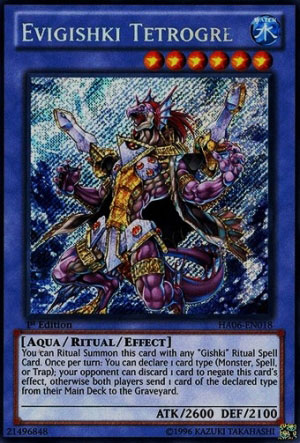 EVIGISHKI TETROGRE
WATER
水
1st Edition
HA06-EN018
[AQUA / RITUAL / EFFECT]
You can Ritual Summon this card with any "Gishki" Ritual Spell
Card. Once per turn: You can declare 1 card type (Monster, Spell,
or Trap); your opponent can discard 1 card to negate this card's
effect, otherwise both players send 1 card of the declared type
from their Main Deck to the Graveyard.
ATK/2600 DEF/2100
21496848
©1996 KAZUKI TAKAHASHI